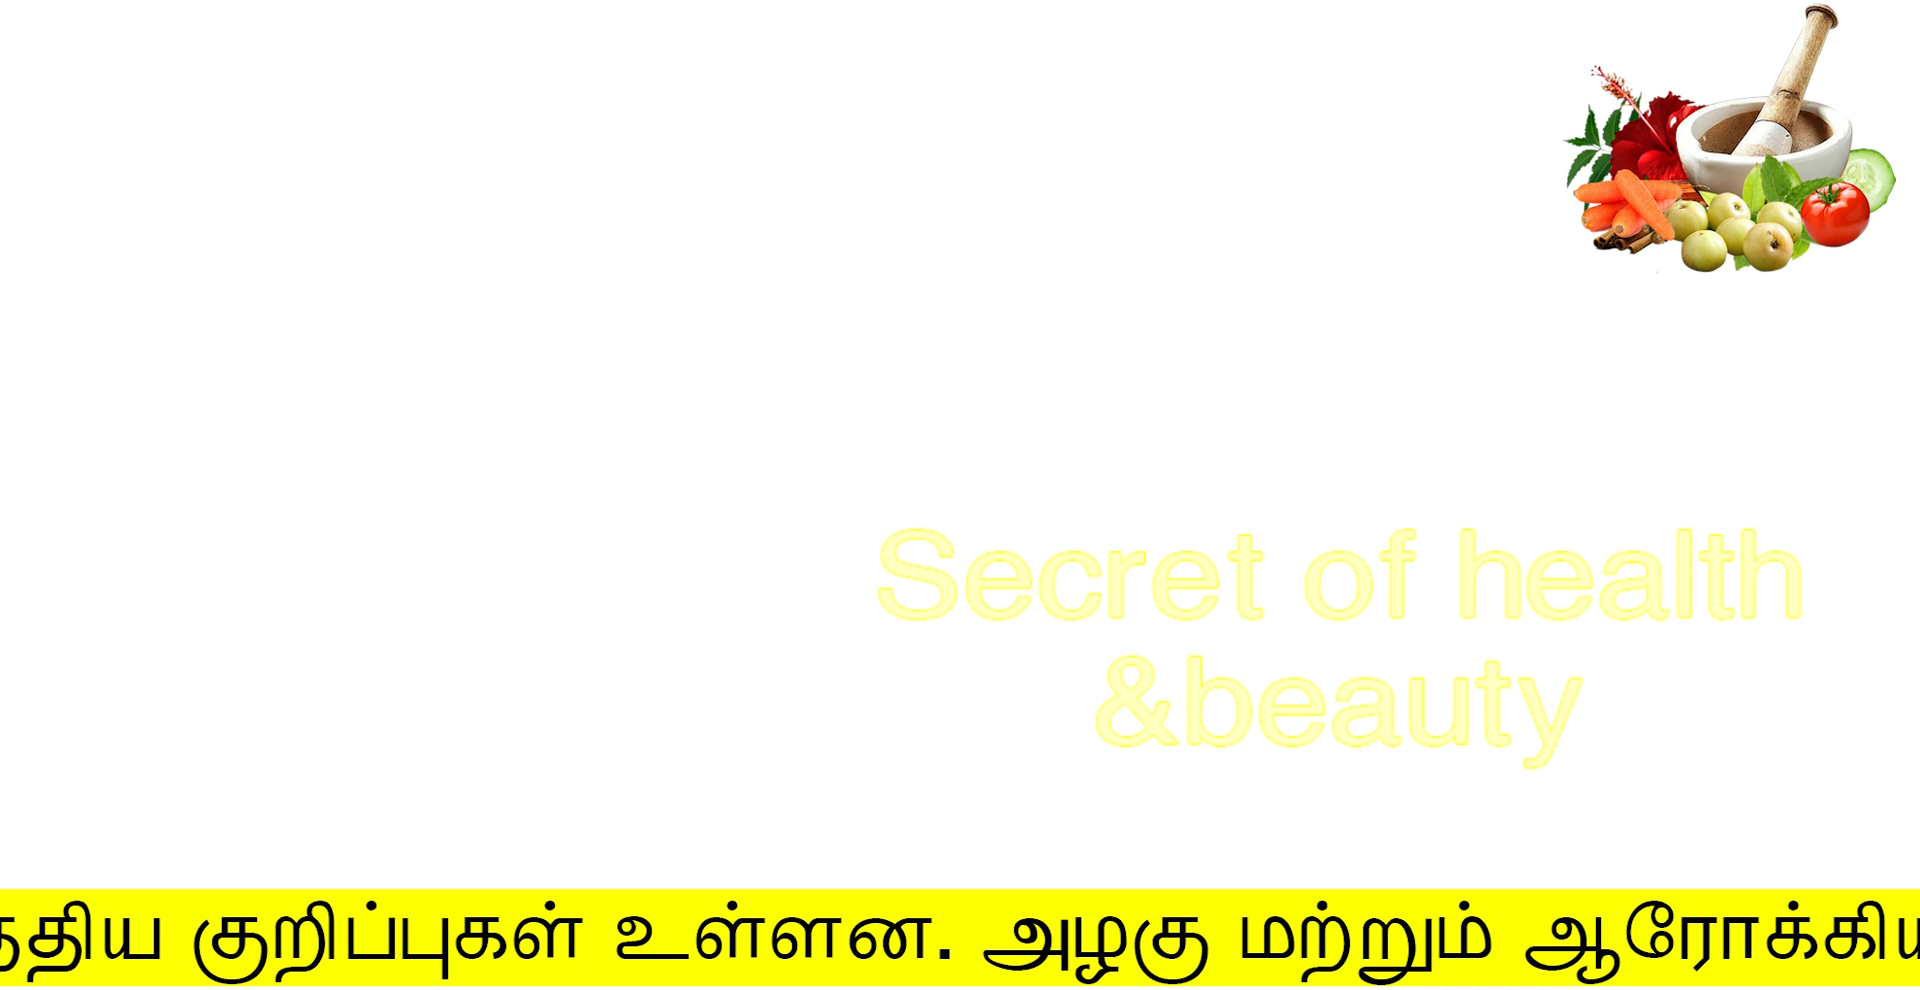 Secret of health
&beauty
குறிப்புகள் உள்ளன. அழகு மற்றும்